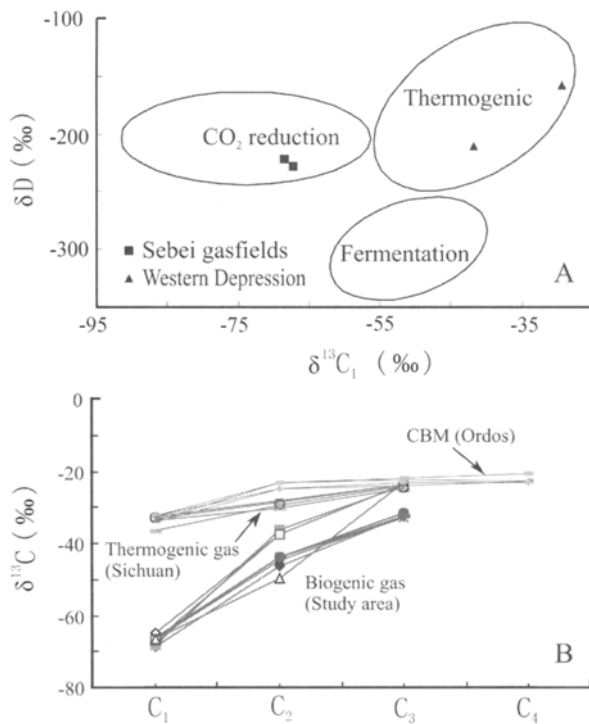 -100
-200
-300
δD (‰)
Thermogenic
CO₂ reduction
Fermentation
■ Sebei gasfields
▲ Western Depression
A
-95 -75 -55 -35
δ¹³C₁ (‰)
0
-20
-40
-60
-80
δ¹³C (‰)
CBM (Ordos)
Thermogenic gas
(Sichuan)
Biogenic gas
(Study area)
B
C₁ C₂ C₃ C₄